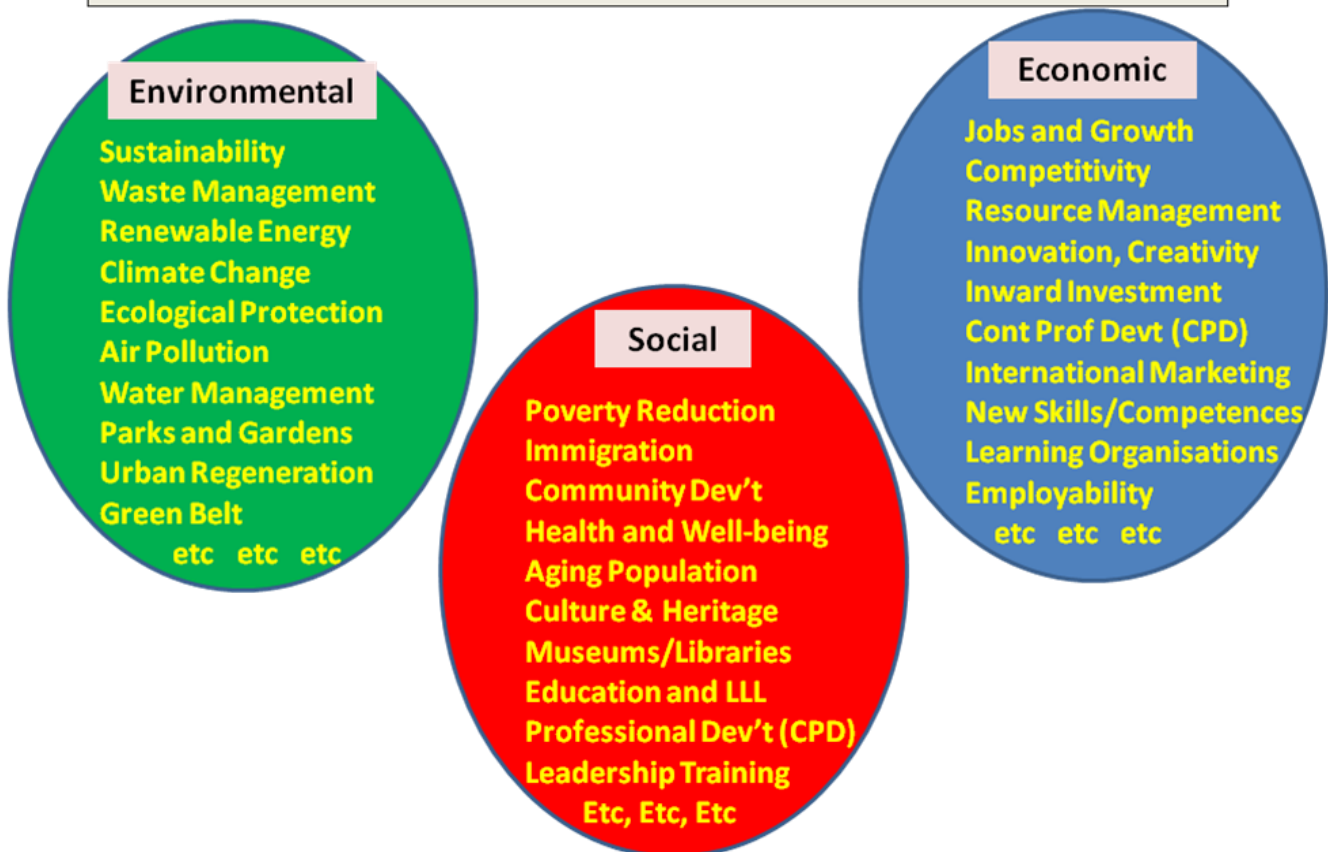 Environmental
Sustainability
Waste Management
Renewable Energy
Climate Change
Ecological Protection
Air Pollution
Water Management
Parks and Gardens
Urban Regeneration
Green Belt
etc etc etc
Social
Poverty Reduction
Immigration
Community Dev’t
Health and Well-being
Aging Population
Culture & Heritage
Museums/Libraries
Education and LLL
Professional Dev’t (CPD)
Leadership Training
Etc, Etc, Etc
Economic
Jobs and Growth
Competitivity
Resource Management
Innovation, Creativity
Inward Investment
Cont Prof Devt (CPD)
International Marketing
New Skills/Competences
Learning Organisations
Employability
etc etc etc